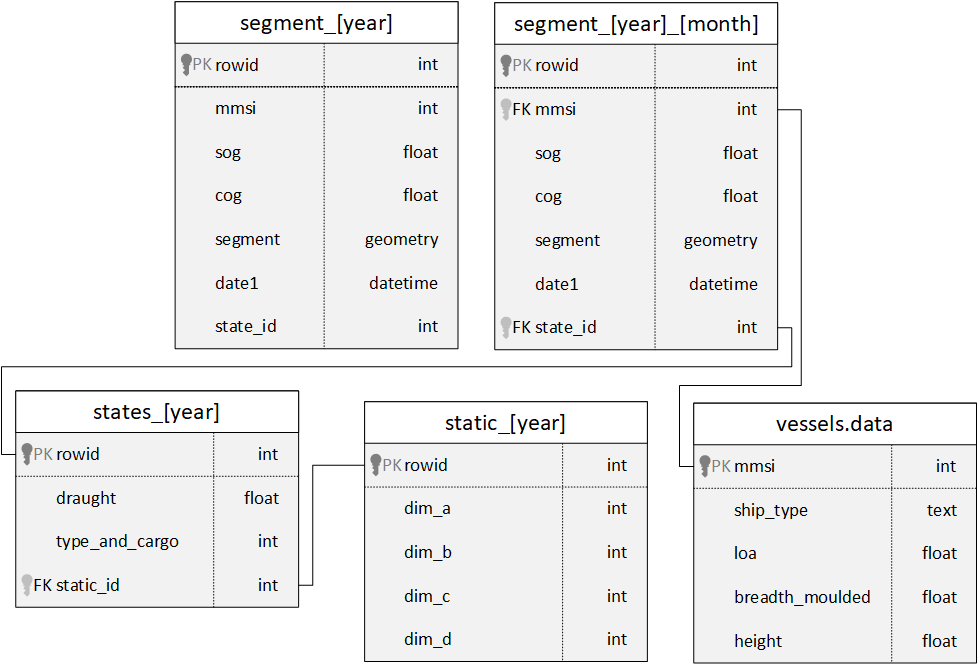 segment_[year]
PK rowid int
mmsi int
sog float
cog float
segment geometry
date1 datetime
state_id int
segment_[year]_[month]
PK rowid int
FK mmsi int
sog float
cog float
segment geometry
date1 datetime
FK state_id int
states_[year]
PK rowid int
draught float
type_and_cargo int
FK static_id int
static_[year]
PK rowid int
dim_a int
dim_b int
dim_c int
dim_d int
vessels.data
PK mmsi int
ship_type text
loa float
breadth_moulded float
height float